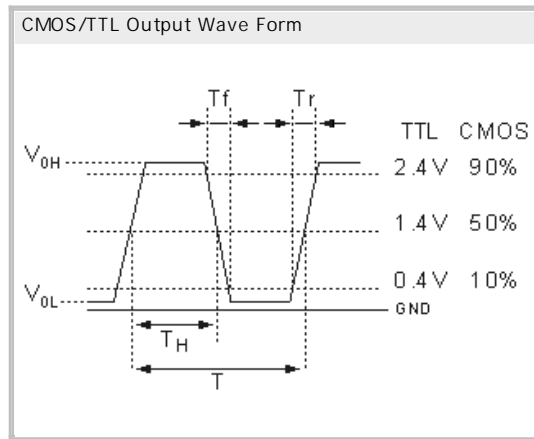 CMOS/TTL Output Wave Form
Tf Tr
TTL CMOS
V0H
2.4V 90%
1.4V 50%
0.4V 10%
V0L
GND
TH
T